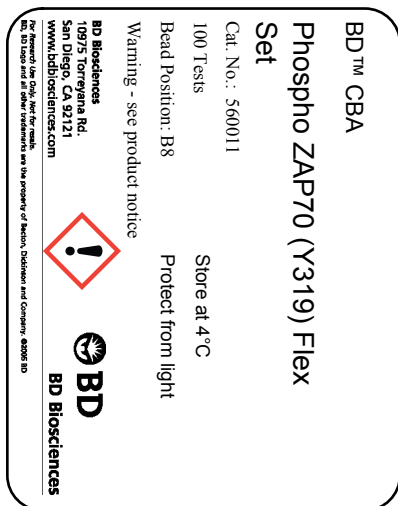 BD™ CBA
Phospho ZAP70 (Y319) Flex
Set
Cat. No.: 560011
100 Tests Store at 4°C
Bead Position: B8 Protect from light
Warning - see product notice
BD Biosciences
10975 Torreyana Rd.
San Diego, CA 92121
www.bdbiosciences.com
BD
BD Biosciences
For Research Use Only. Not for resale.
BD, BD Logo and all other trademarks are the property of Becton, Dickinson and Company. ©2005 BD